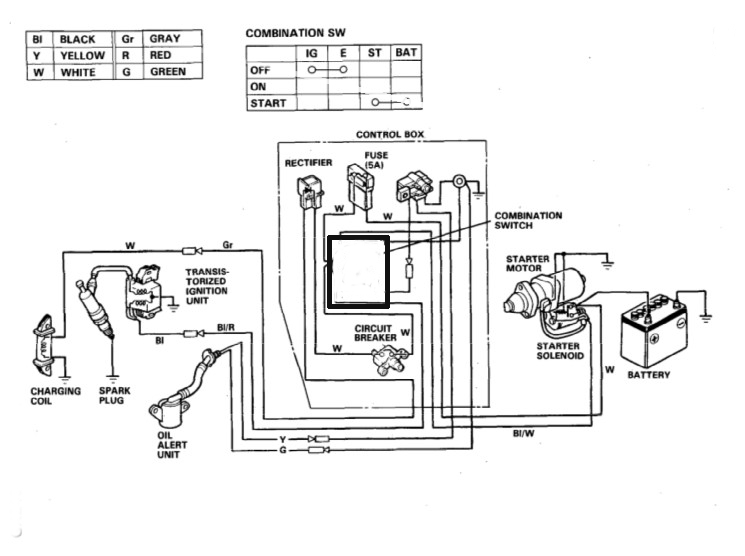 Bl BLACK Gr GRAY
Y YELLOW R RED
W WHITE G GREEN
COMBINATION SW
IG E ST BAT
OFF
ON
START
CONTROL BOX
RECTIFIER
FUSE
(5A)
W
W
COMBINATION
SWITCH
W
Gr
TRANSIS-
TORIZED
IGNITION
UNIT
STARTER
MOTOR
Bl
Bl/R
CIRCUIT
BREAKER
W
W
STARTER
SOLENOID
W
BATTERY
CHARGING
COIL
SPARK
PLUG
OIL
ALERT
UNIT
Y
G
Bl/W